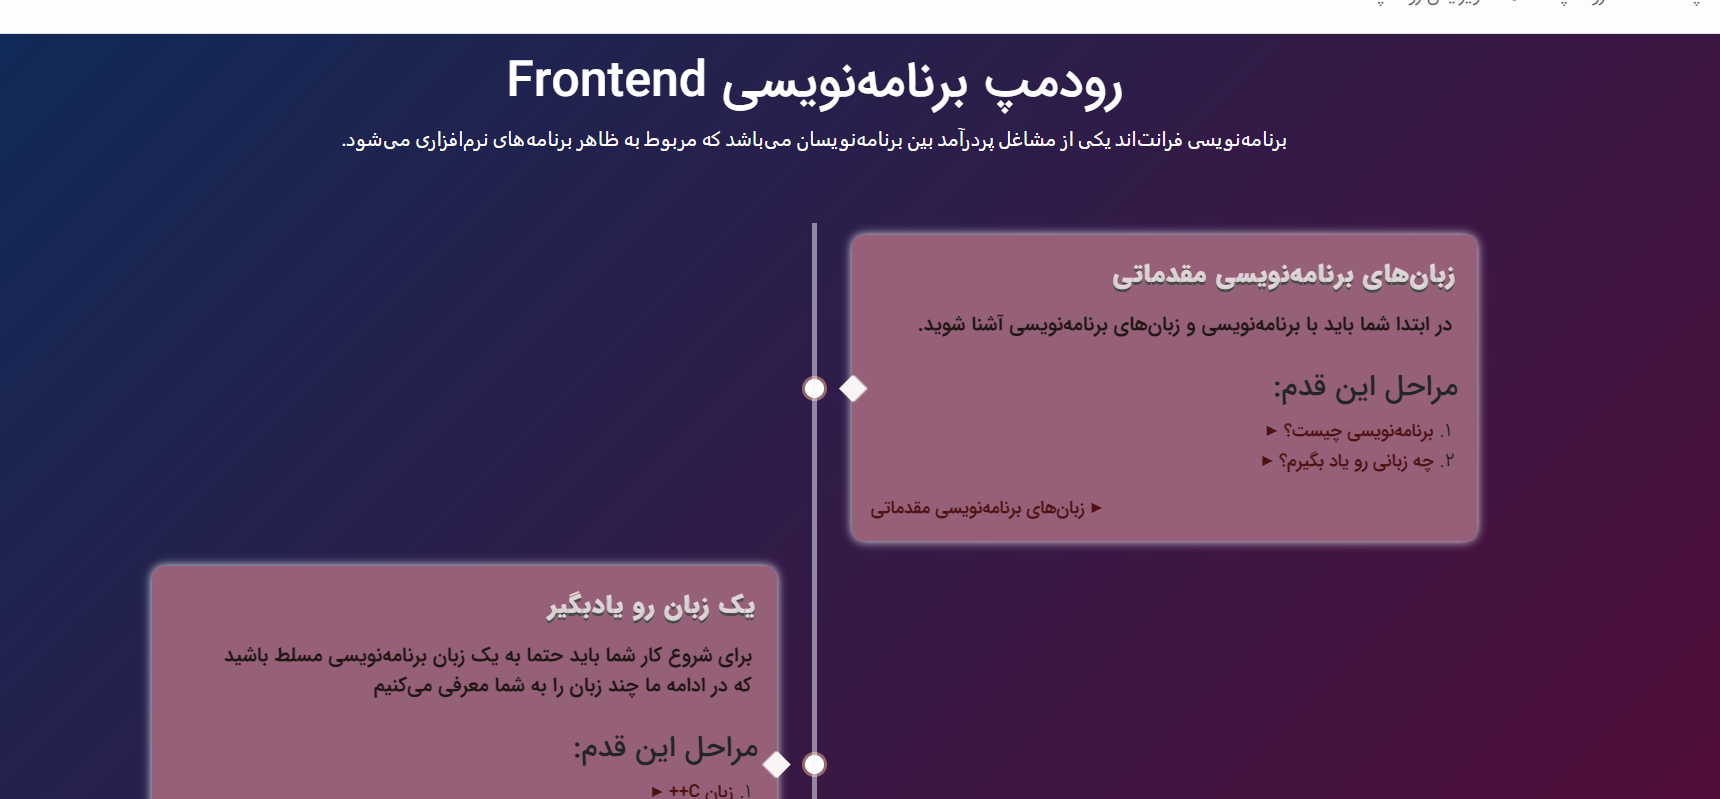 رودمپ برنامه‌نویسی Frontend
برنامه‌نویسی فرانت‌اند یکی از مشاغل پردرآمد بین برنامه‌نویسان می‌باشد که مربوط به ظاهر برنامه‌های نرم‌افزاری می‌شود.
زبان‌های برنامه‌نویسی مقدماتی
در ابتدا شما باید با برنامه‌نویسی و زبان‌های برنامه‌نویسی آشنا شوید.
مراحل این قدم:
۱. برنامه‌نویسی چیست؟ ◄
۲. چه زبانی رو یاد بگیرم؟ ◄
► زبان‌های برنامه‌نویسی مقدماتی
یک زبان رو یادبگیر
برای شروع کار شما باید حتما به یک زبان برنامه‌نویسی مسلط باشید
که در ادامه ما چند زبان را به شما معرفی می‌کنیم
مراحل این قدم:
۱. زبان C++ ◄